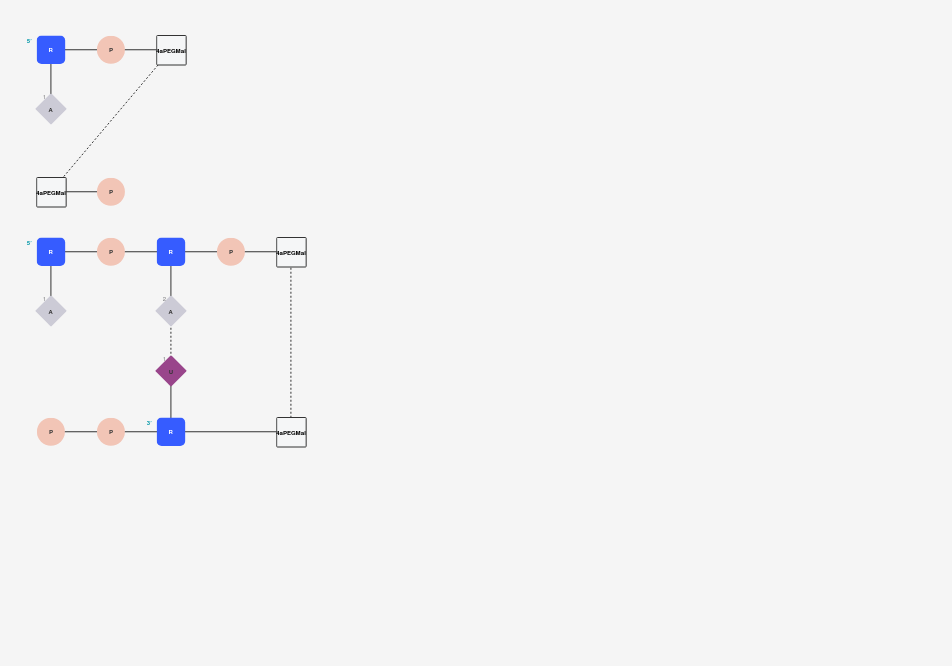 5' R P 4aPEGMal
1
A
4aPEGMal P
5' R P R P 4aPEGMal
1 2
A A
1
U
P P 3' R 4aPEGMal